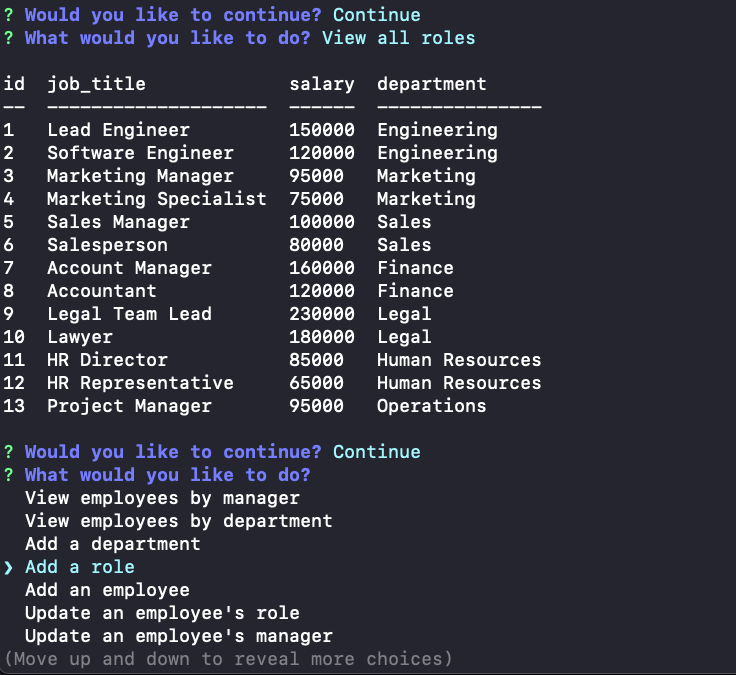 ? Would you like to continue? Continue
? What would you like to do? View all roles
id  job_title             salary  department
--  --------------------  ------  ---------------
1   Lead Engineer         150000  Engineering
2   Software Engineer     120000  Engineering
3   Marketing Manager     95000   Marketing
4   Marketing Specialist  75000   Marketing
5   Sales Manager         100000  Sales
6   Salesperson           80000   Sales
7   Account Manager       160000  Finance
8   Accountant            120000  Finance
9   Legal Team Lead       230000  Legal
10  Lawyer                180000  Legal
11  HR Director           85000   Human Resources
12  HR Representative     65000   Human Resources
13  Project Manager       95000   Operations
? Would you like to continue? Continue
? What would you like to do?
  View employees by manager
  View employees by department
  Add a department
❯ Add a role
  Add an employee
  Update an employee's role
  Update an employee's manager
(Move up and down to reveal more choices)